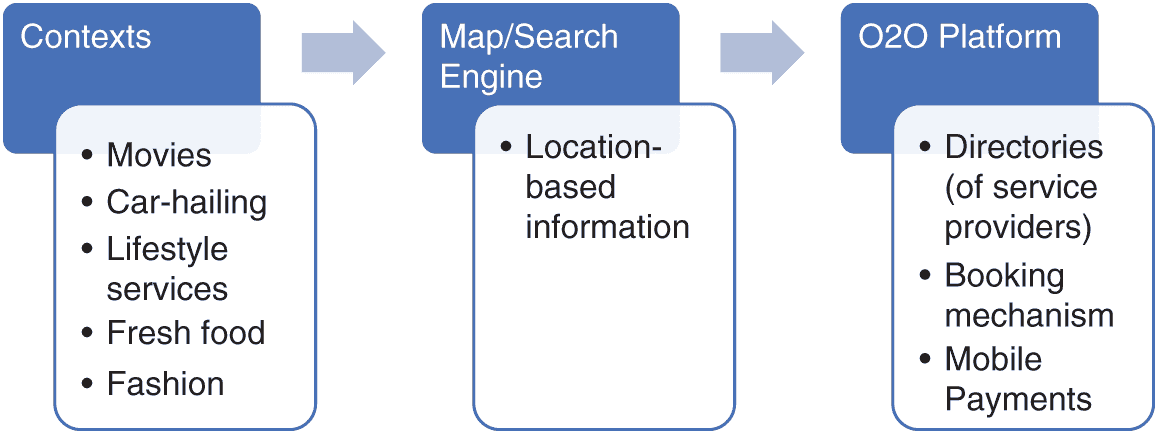 Contexts
• Movies
• Car-hailing
• Lifestyle
services
• Fresh food
• Fashion
Map/Search
Engine
• Location-
based
information
O2O Platform
• Directories
(of service
providers)
• Booking
mechanism
• Mobile
Payments